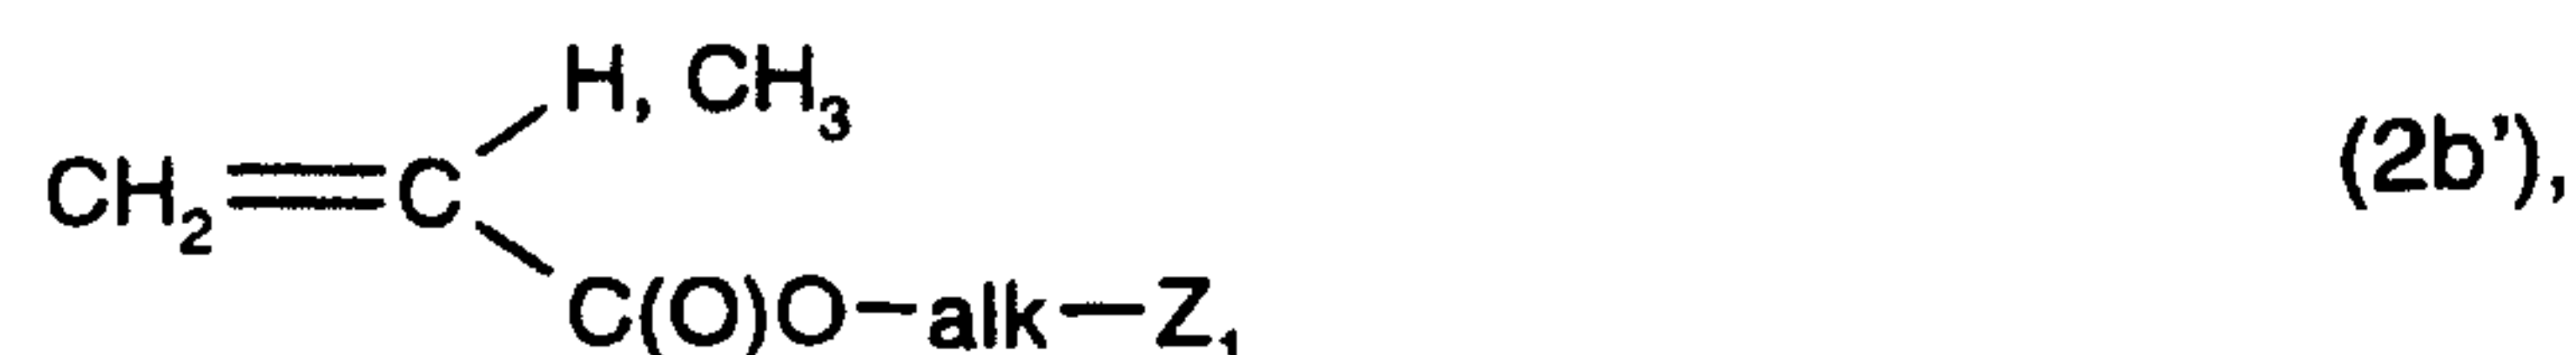 H, CH3
CH2=C (2b'),
C(O)O-alk-Z1